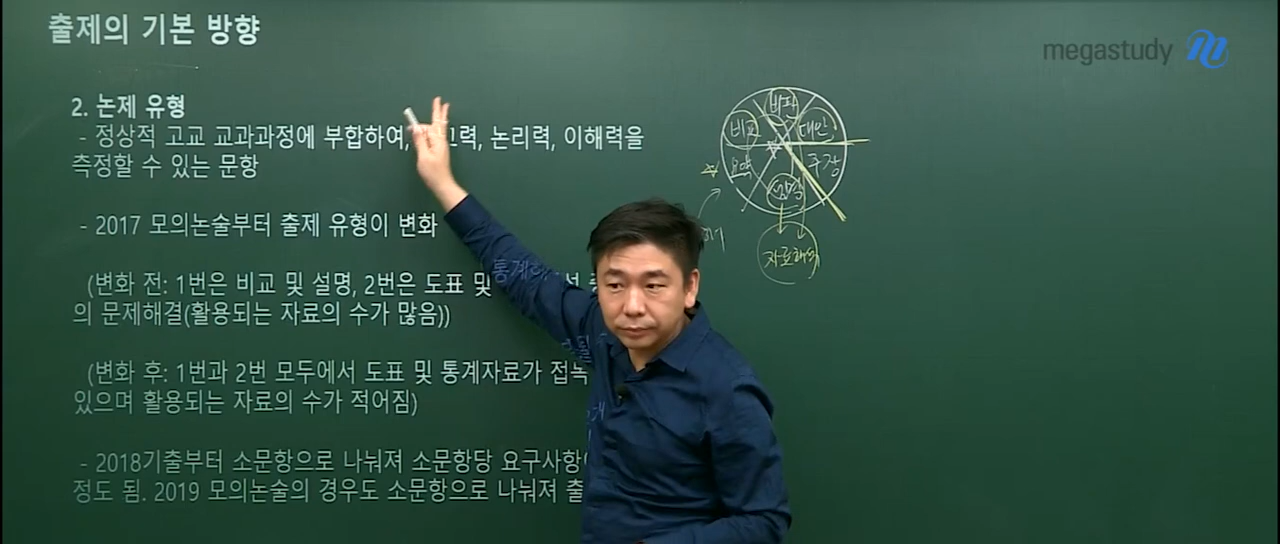 출제의 기본 방향
megastudy
2. 논제 유형
- 정상적 고교 교과과정에 부합하여, 논리력, 이해력을
측정할 수 있는 문항
- 2017 모의논술부터 출제 유형이 변화
(변화 전: 1번은 비교 및 설명, 2번은 도표 및
의 문제해결(활용되는 자료의 수가 많음))
(변화 후: 1번과 2번 모두에서 도표 및 통계자료가 접목
있으며 활용되는 자료의 수가 적어짐)
- 2018기출부터 소문항으로 나눠져 소문항당
정도 됨. 2019 모의논술의 경우도 소문항으로 나눠져
비판
비교
대안
요약
주장
설명
자료해석